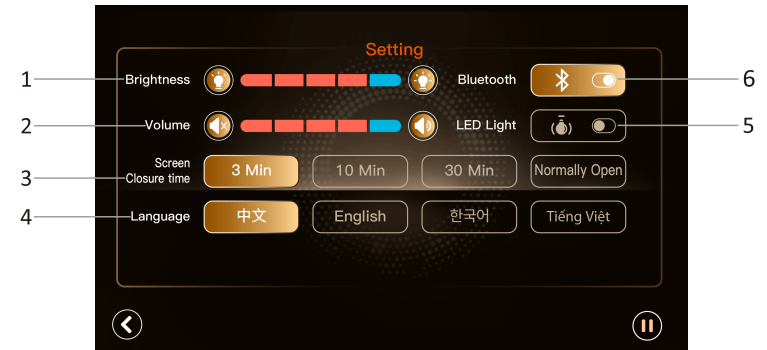 Setting
1 Brightness Bluetooth 6
2 Volume LED Light 5
Screen
3 Closure time 3 Min 10 Min 30 Min Normally Open
4 Language 中文 English 한국어 Tiếng Việt